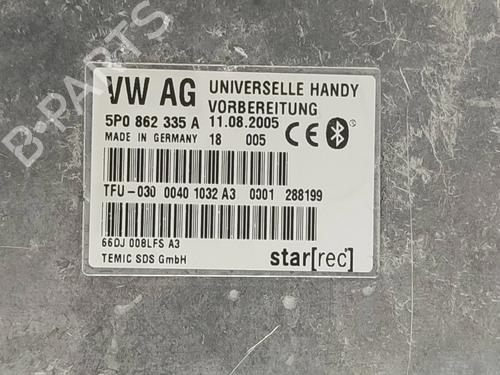 B-PARTS
VW AG
UNIVERSELLE HANDY
VORBEREITUNG
5P0 862 335 A 11.08.2005
MADE IN GERMANY 18 005
CE
TFU-030 0040 1032 A3 0301 288199
660J 008LFS A3
TEMIC SDS GmbH
star[rec]